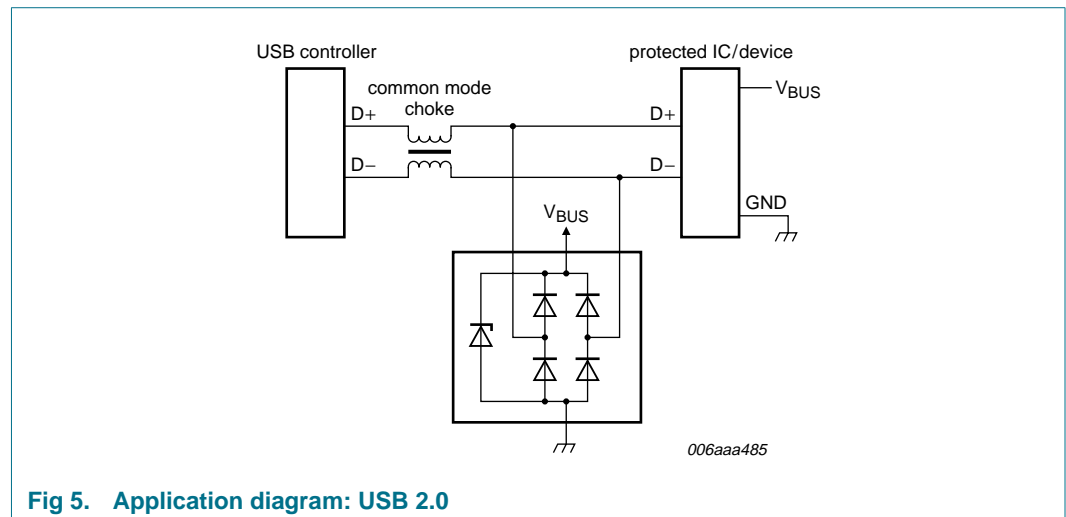 USB controller
protected IC/device
common mode
choke
VBUS
D+
D+
D−
D−
VBUS
GND
006aaa485
Fig 5. Application diagram: USB 2.0